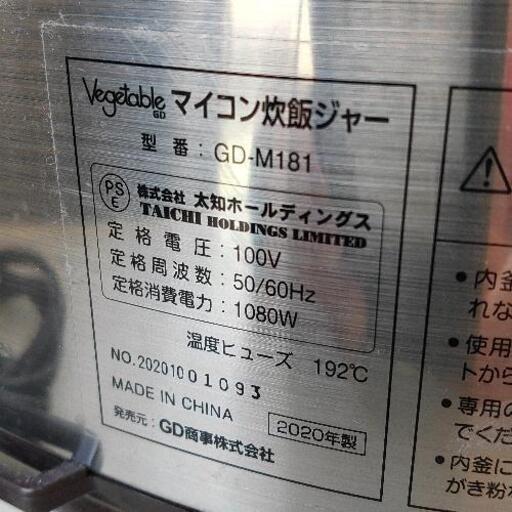 Vegetable GD マイコン炊飯ジャー
型番：GD-M181
PS E 株式会社 太知ホールディングス
TAICHI HOLDINGS LIMITED
定格電圧：100V
定格周波数：50/60Hz
定格消費電力：1080W
温度ヒューズ 192℃
NO.20201001093
MADE IN CHINA
2020年製
発売元：GD商事株式会社
•内釜
れな
•使用
トから
•専用の
でくだ
•内釜に
がき粉